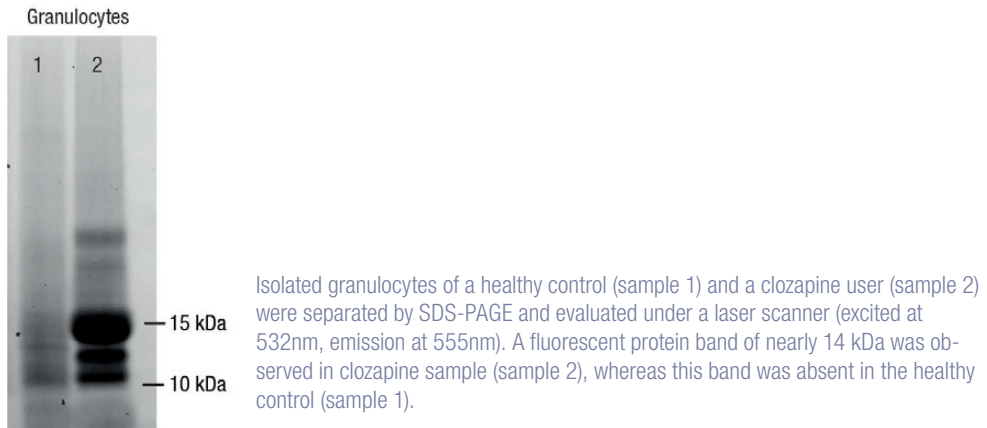 Granulocytes
1 2
15 kDa
10 kDa
Isolated granulocytes of a healthy control (sample 1) and a clozapine user (sample 2)
were separated by SDS-PAGE and evaluated under a laser scanner (excited at
532nm, emission at 555nm). A fluorescent protein band of nearly 14 kDa was ob-
served in clozapine sample (sample 2), whereas this band was absent in the healthy
control (sample 1).